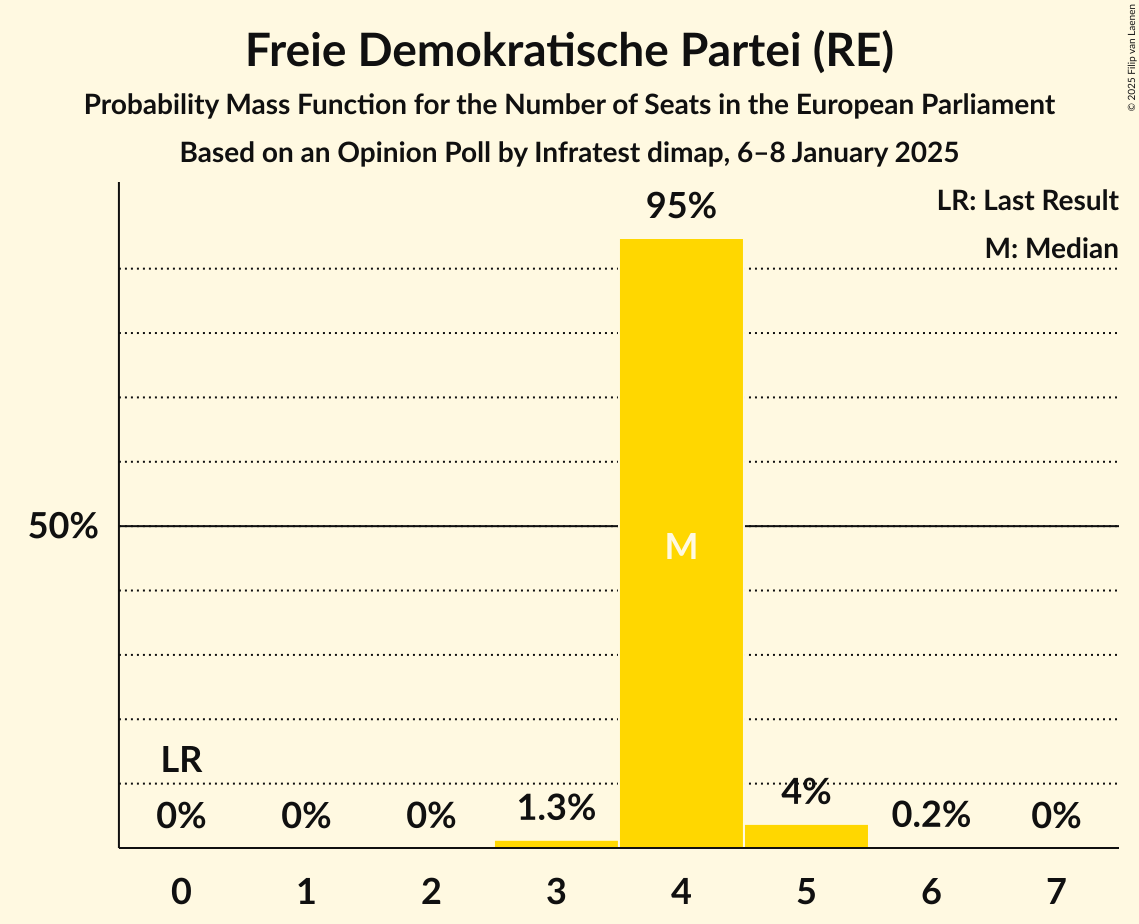 Freie Demokratische Partei (RE)
Probability Mass Function for the Number of Seats in the European Parliament
Based on an Opinion Poll by Infratest dimap, 6–8 January 2025
© 2025 Filip van Laenen
LR: Last Result
M: Median
95%
50%
M
LR
0%
0%
0%
1.3%
4%
0.2%
0%
0
1
2
3
4
5
6
7